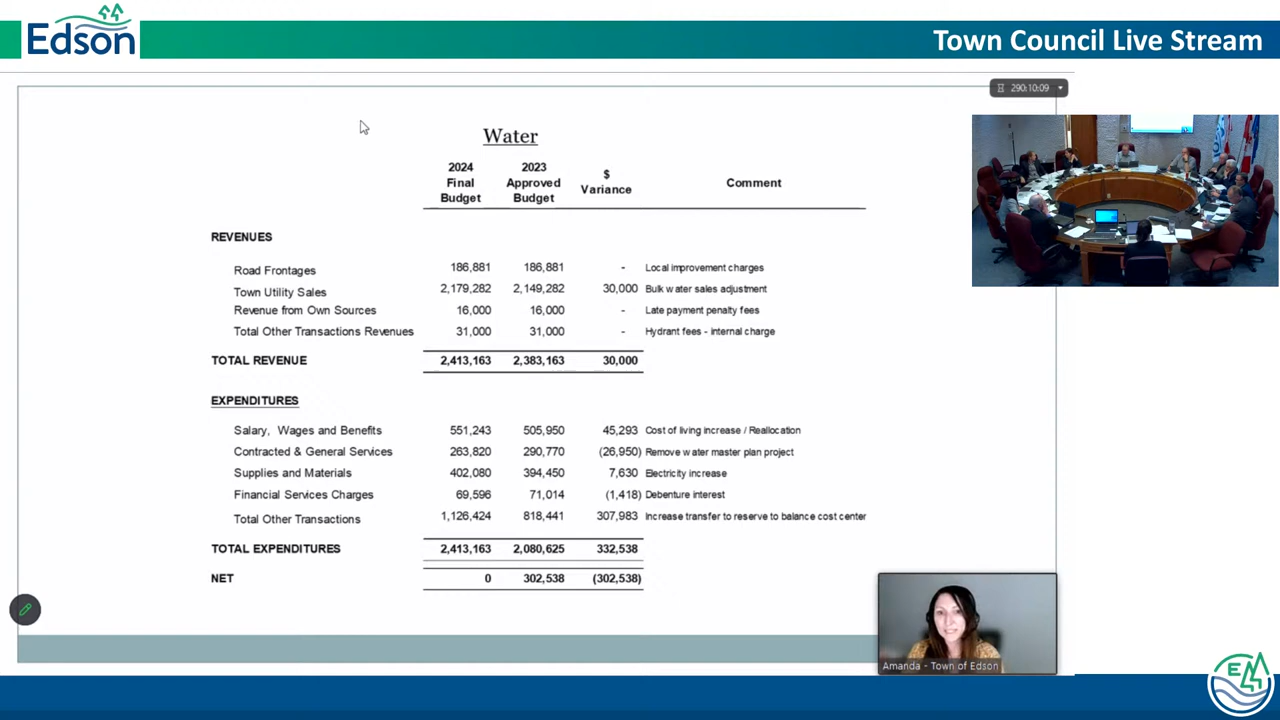 Edson
Town Council Live Stream
290:10:09
Water
2024 Final Budget
2023 Approved Budget
$ Variance
Comment
REVENUES
Road Frontages 186,881 186,881 - Local improvement charges
Town Utility Sales 2,179,282 2,149,282 30,000 Bulk water sales adjustment
Revenue from Own Sources 16,000 16,000 - Late payment penalty fees
Total Other Transactions Revenues 31,000 31,000 - Hydrant fees - internal charge
TOTAL REVENUE 2,413,163 2,383,163 30,000
EXPENDITURES
Salary, Wages and Benefits 551,243 505,950 45,293 Cost of living increase / Reallocation
Contracted & General Services 263,820 290,770 (26,950) Remove water master plan project
Supplies and Materials 402,080 394,450 7,630 Electricity increase
Financial Services Charges 69,596 71,014 (1,418) Debenture interest
Total Other Transactions 1,126,424 818,441 307,983 Increase transfer to reserve to balance cost center
TOTAL EXPENDITURES 2,413,163 2,080,625 332,538
NET 0 302,538 (302,538)
Amanda - Town of Edson